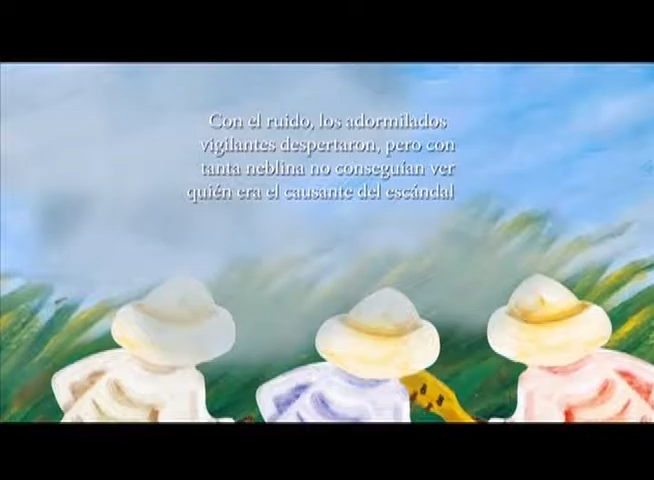 Con el ruido, los adormilados
vigilantes despertaron, pero con
tanta neblina no conseguían ver
quién era el causante del escándal